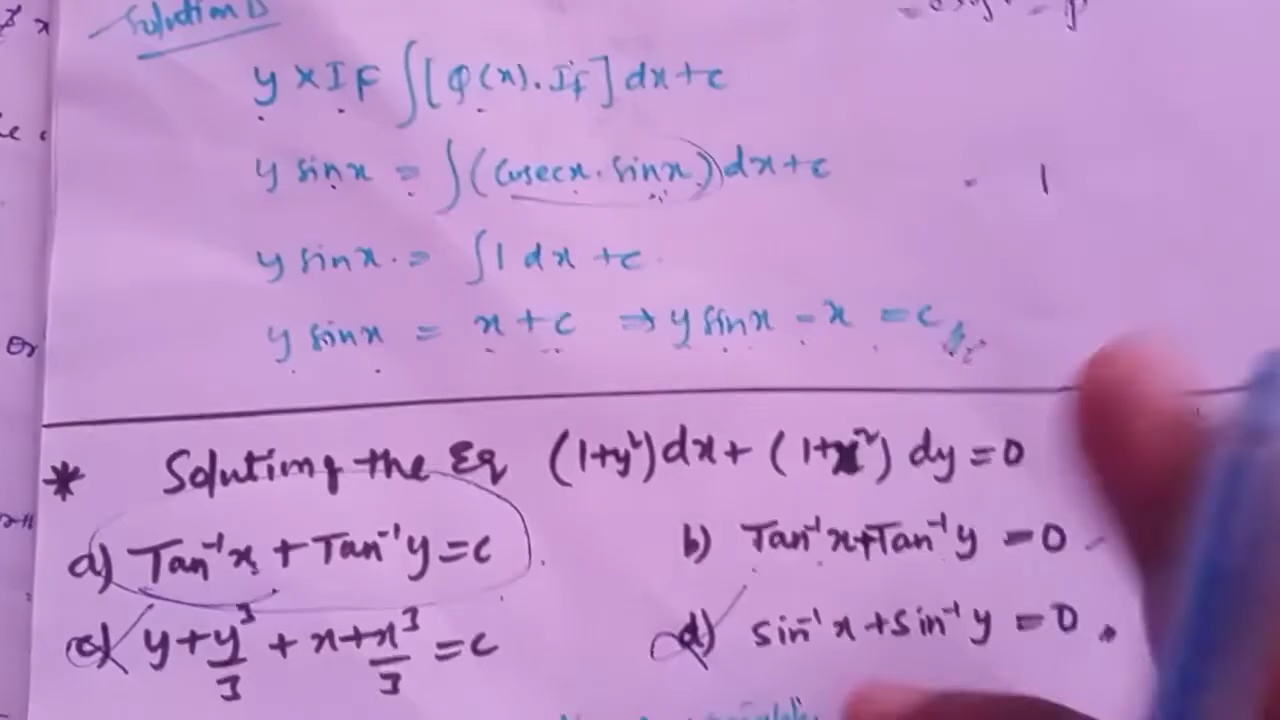 Solution
y × IF ∫[Q(x).If] dx+c
y sinx = ∫(Cosecx.sinx)dx+c
y sinx. = ∫1 dx +c
y sinx = x+c ⇒ y sinx - x = c
* Soluting the Eq (1+y²)dx+(1+x²) dy=0
a) Tan⁻¹x + Tan⁻¹y=c
b) Tan⁻¹x+Tan⁻¹y =0
c) y+y³/3 + x+x³/3 =c
d) sin⁻¹x+sin⁻¹y =0.